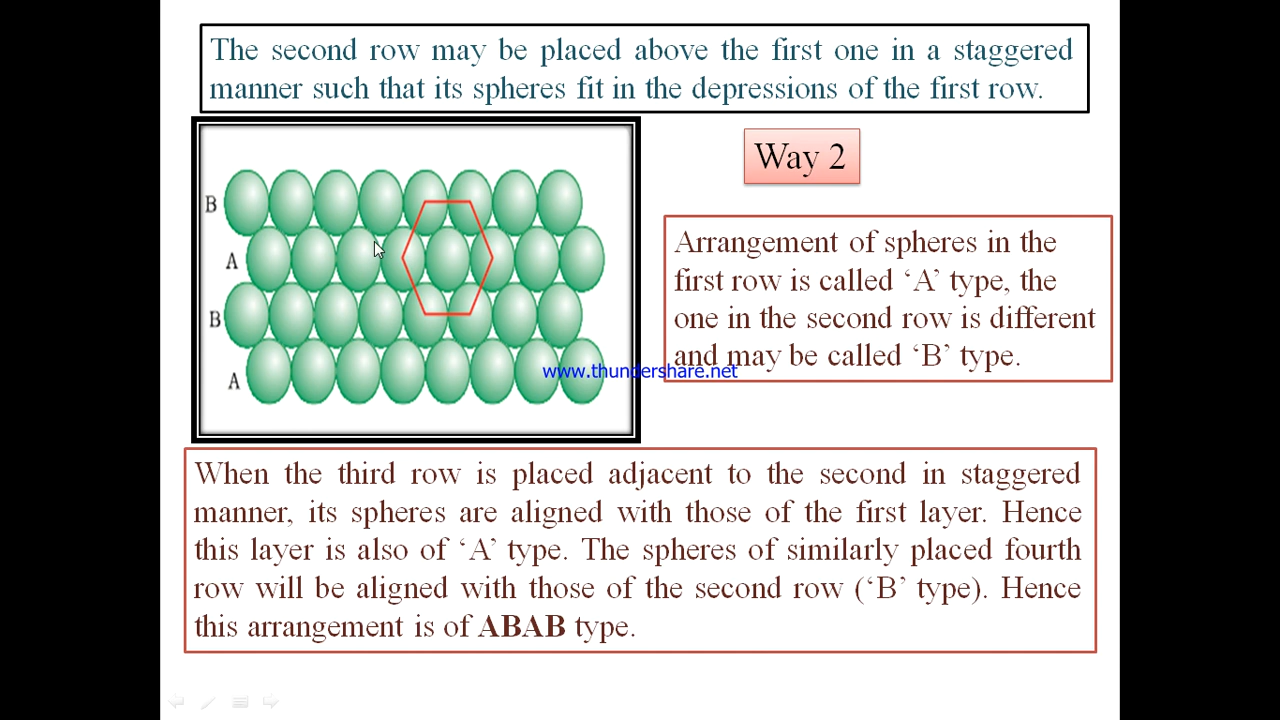 The second row may be placed above the first one in a staggered
manner such that its spheres fit in the depressions of the first row.
Way 2
B
A
B
A
Arrangement of spheres in the
first row is called ‘A’ type, the
one in the second row is different
and may be called ‘B’ type.
www.thundershare.net
When the third row is placed adjacent to the second in staggered
manner, its spheres are aligned with those of the first layer. Hence
this layer is also of ‘A’ type. The spheres of similarly placed fourth
row will be aligned with those of the second row (‘B’ type). Hence
this arrangement is of ABAB type.